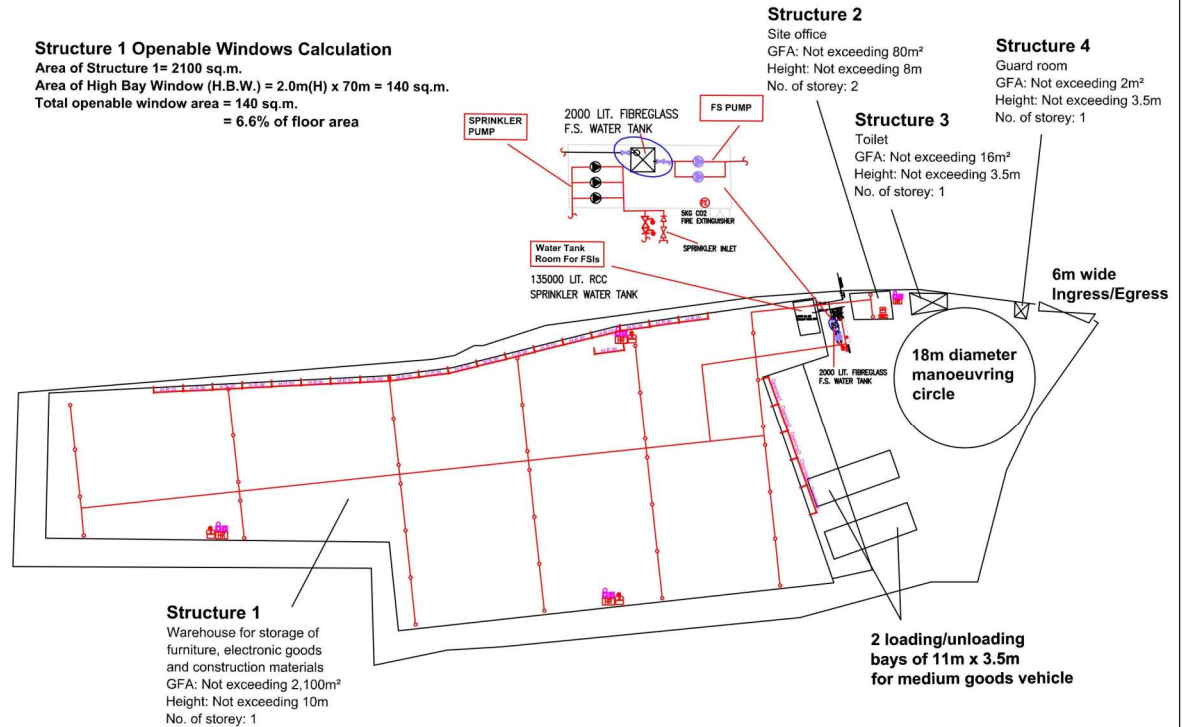 Structure 1 Openable Windows Calculation
Area of Structure 1= 2100 sq.m.
Area of High Bay Window (H.B.W.) = 2.0m(H) x 70m = 140 sq.m.
Total openable window area = 140 sq.m.
= 6.6% of floor area
Structure 2
Site office
GFA: Not exceeding 80m²
Height: Not exceeding 8m
No. of storey: 2
Structure 4
Guard room
GFA: Not exceeding 2m²
Height: Not exceeding 3.5m
No. of storey: 1
Structure 3
Toilet
GFA: Not exceeding 16m²
Height: Not exceeding 3.5m
No. of storey: 1
SPRINKLER
PUMP
2000 LIT. FIBREGLASS
F.S. WATER TANK
FS PUMP
5KG CO2
FIRE EXTINGUISHER
SPRINKLER INLET
Water Tank
Room For FSIs
135000 LIT. RCC
SPRINKLER WATER TANK
6m wide
Ingress/Egress
18m diameter
manoeuvring
circle
2000 LIT. FIBREGLASS
F.S. WATER TANK
Structure 1
Warehouse for storage of
furniture, electronic goods
and construction materials
GFA: Not exceeding 2,100m²
Height: Not exceeding 10m
No. of storey: 1
2 loading/unloading
bays of 11m x 3.5m
for medium goods vehicle